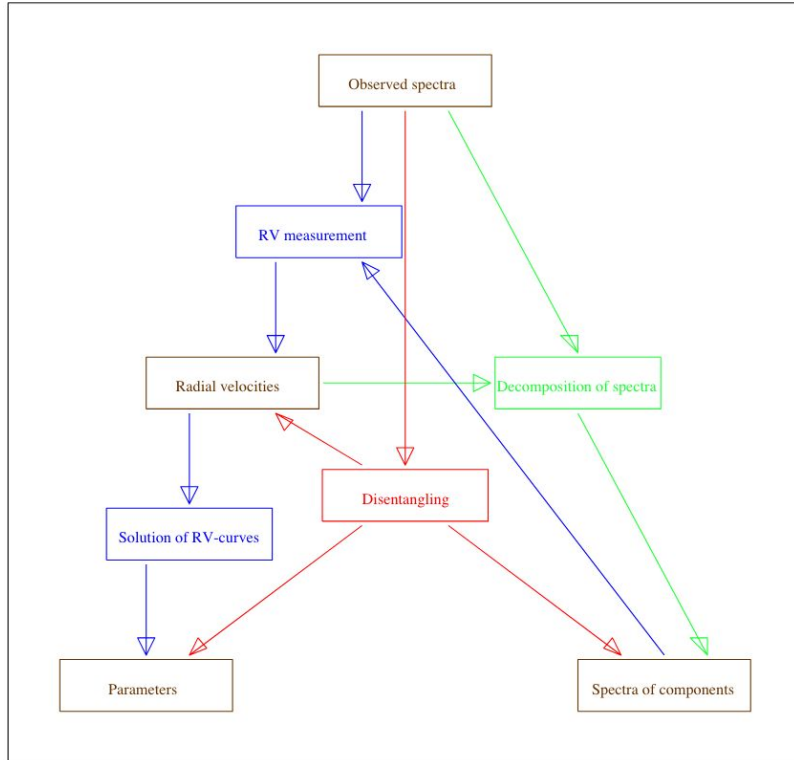 Observed spectra
RV measurement
Radial velocities
Decomposition of spectra
Disentangling
Solution of RV-curves
Parameters
Spectra of components